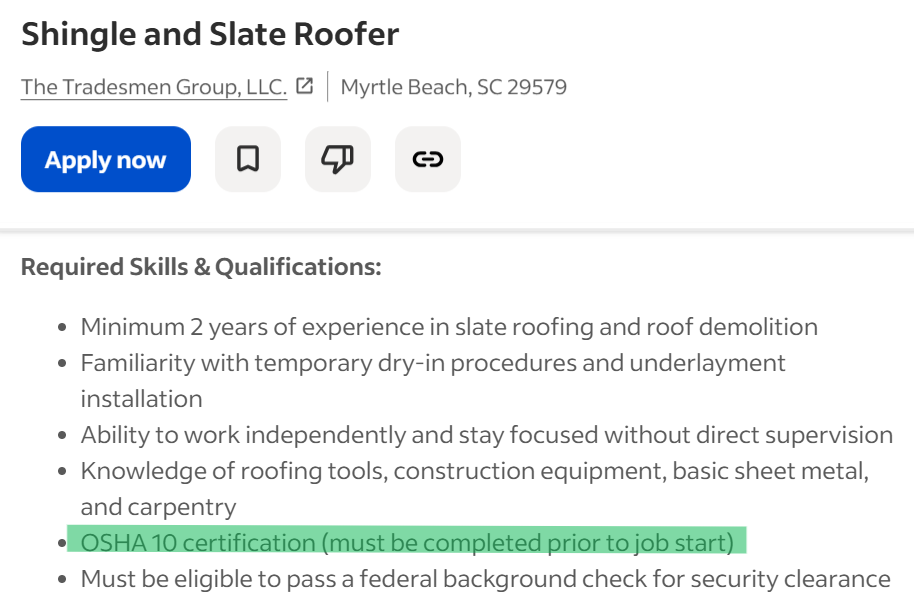 Shingle and Slate Roofer
The Tradesmen Group, LLC. Myrtle Beach, SC 29579
Apply now
Required Skills & Qualifications:
• Minimum 2 years of experience in slate roofing and roof demolition
• Familiarity with temporary dry-in procedures and underlayment
installation
• Ability to work independently and stay focused without direct supervision
• Knowledge of roofing tools, construction equipment, basic sheet metal,
and carpentry
• OSHA 10 certification (must be completed prior to job start)
• Must be eligible to pass a federal background check for security clearance